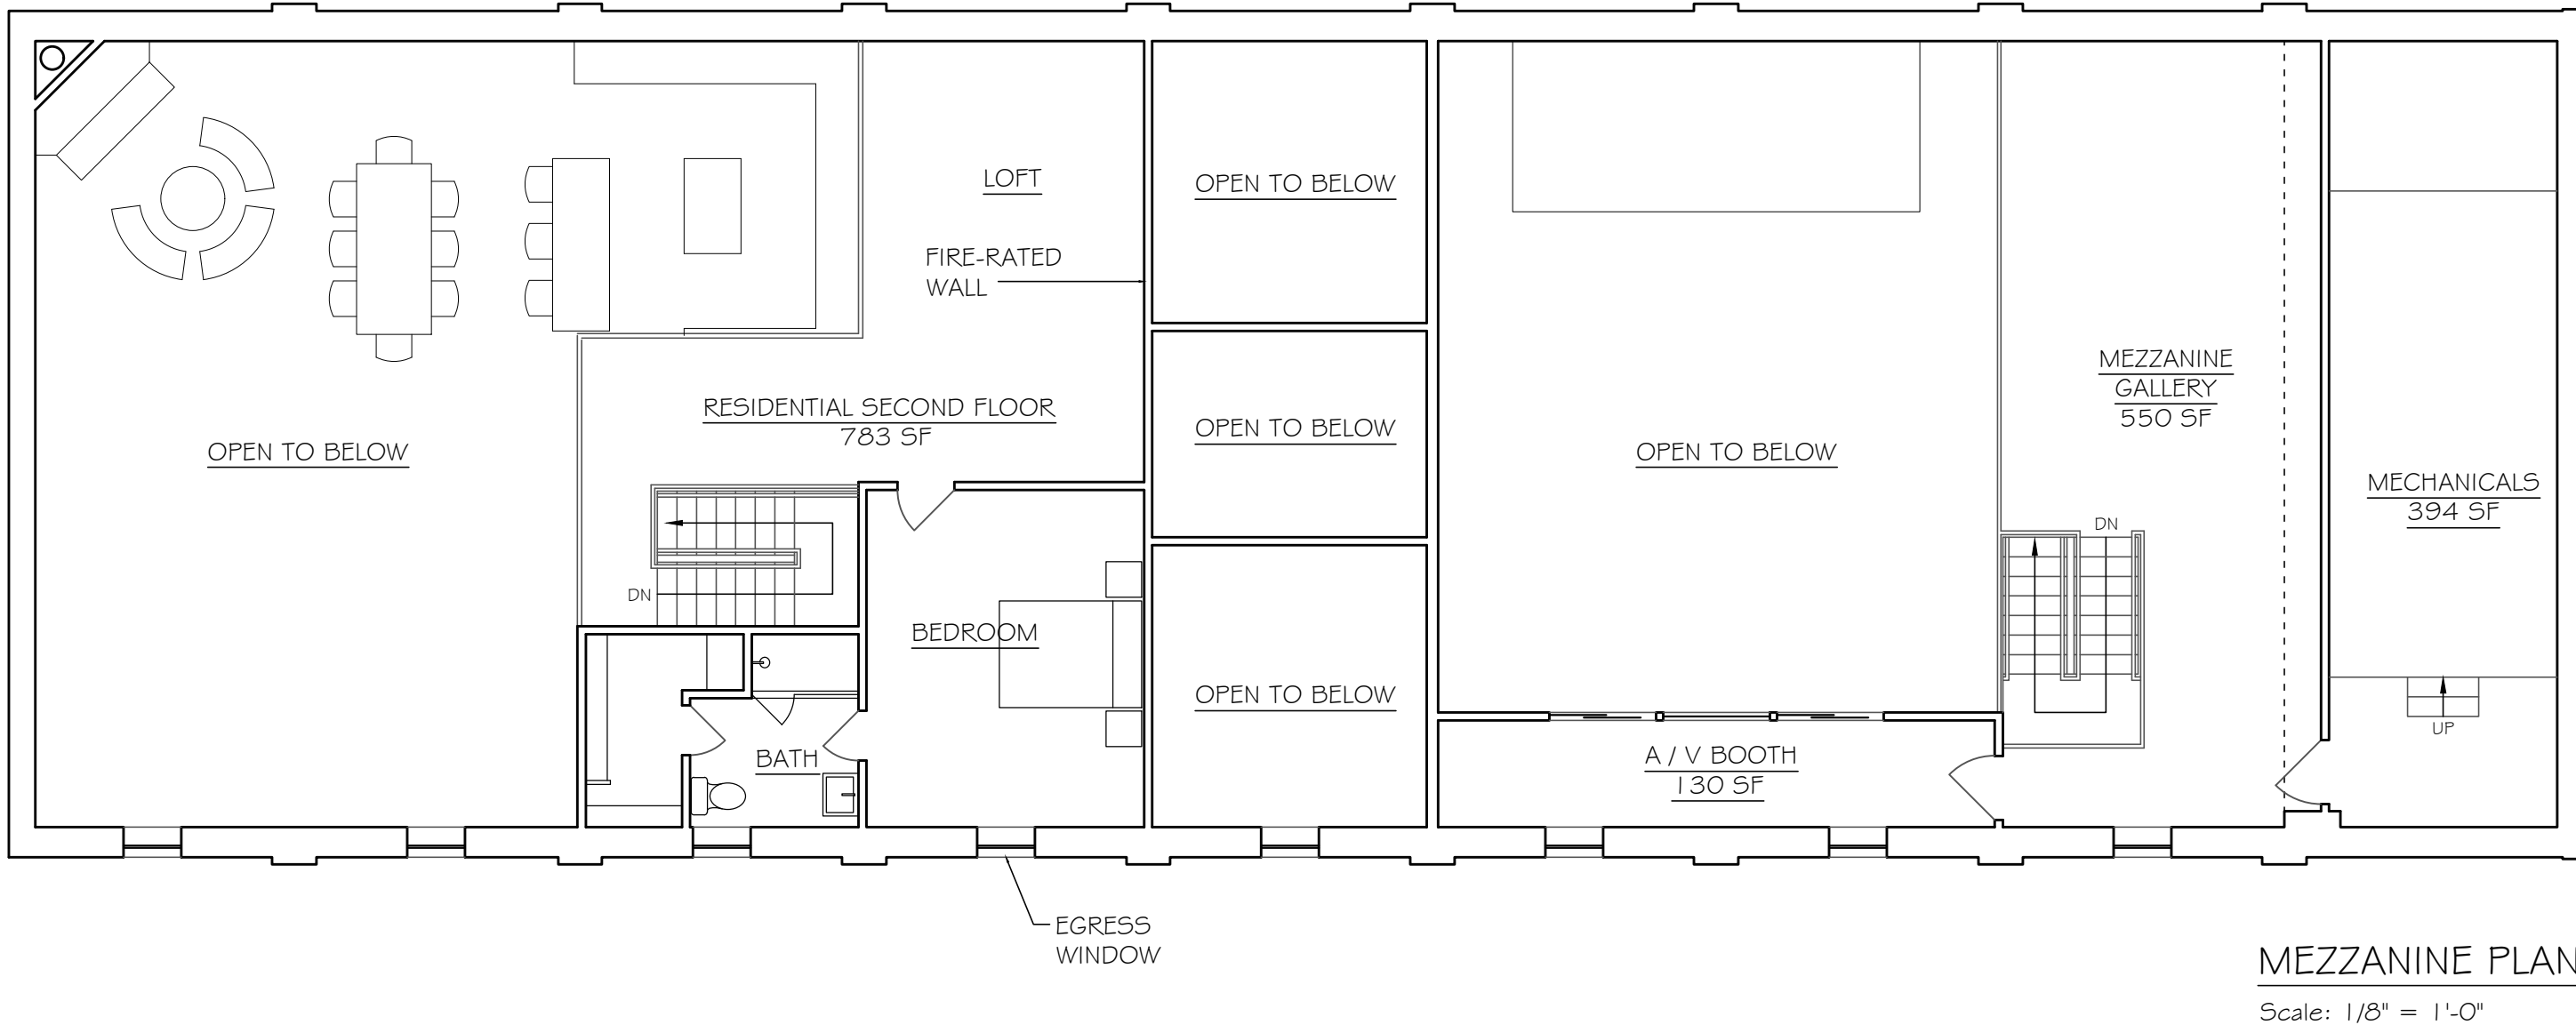 LOFT
OPEN TO BELOW
FIRE-RATED
WALL
MEZZANINE
GALLERY
550 SF
RESIDENTIAL SECOND FLOOR
783 SF
OPEN TO BELOW
OPEN TO BELOW
OPEN TO BELOW
MECHANICALS
394 SF
DN
DN
BEDROOM
OPEN TO BELOW
UP
BATH
A / V BOOTH
130 SF
EGRESS
WINDOW
MEZZANINE PLAN
Scale: 1/8" = 1'-0"